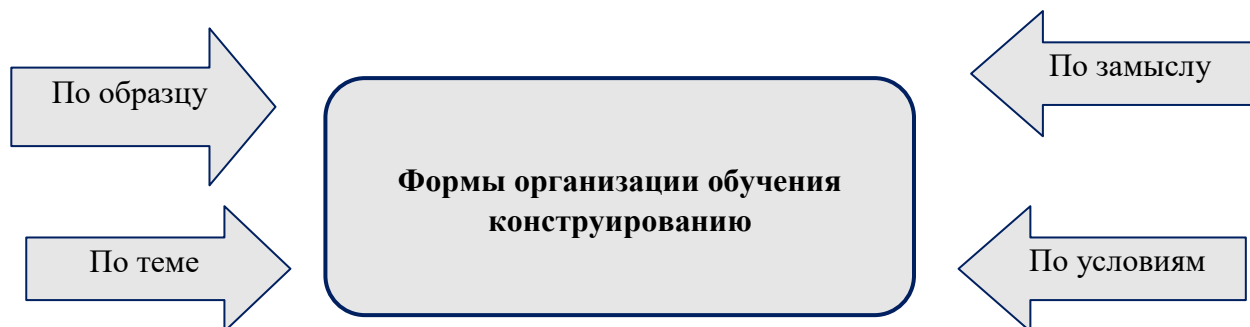 По образцу
По замыслу
Формы организации обучения
конструированию
По теме
По условиям